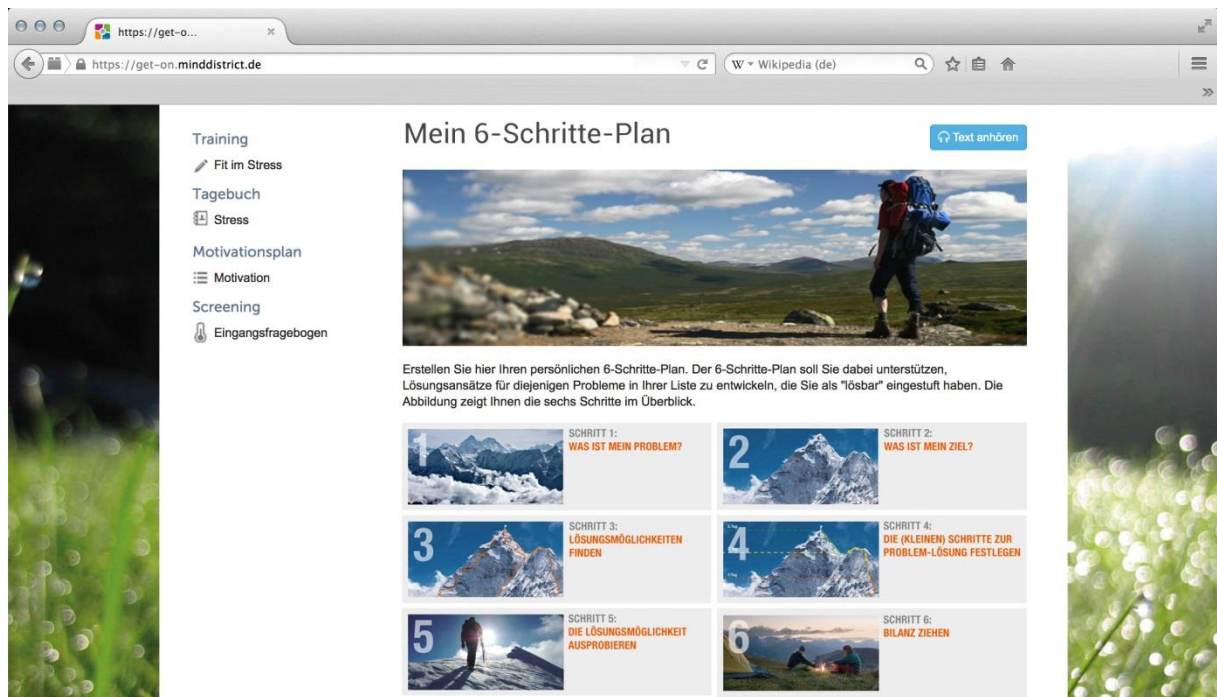 https://get-o...
https://get-on.minddistrict.de
W Wikipedia (de)
Training
Fit im Stress
Tagebuch
Stress
Motivationsplan
Motivation
Screening
Eingangsfragebogen
Mein 6-Schritte-Plan
Text anhören
Erstellen Sie hier Ihren persönlichen 6-Schritte-Plan. Der 6-Schritte-Plan soll Sie dabei unterstützen,
Lösungsansätze für diejenigen Probleme in Ihrer Liste zu entwickeln, die Sie als "lösbar" eingestuft haben. Die
Abbildung zeigt Ihnen die sechs Schritte im Überblick.
1
SCHRITT 1:
WAS IST MEIN PROBLEM?
2
SCHRITT 2:
WAS IST MEIN ZIEL?
3
SCHRITT 3:
LÖSUNGSMÖGLICHKEITEN
FINDEN
4
SCHRITT 4:
DIE (KLEINEN) SCHRITTE ZUR
PROBLEM-LÖSUNG FESTLEGEN
5
SCHRITT 5:
DIE LÖSUNGSMÖGLICHKEIT
AUSPROBIEREN
6
SCHRITT 6:
BILANZ ZIEHEN